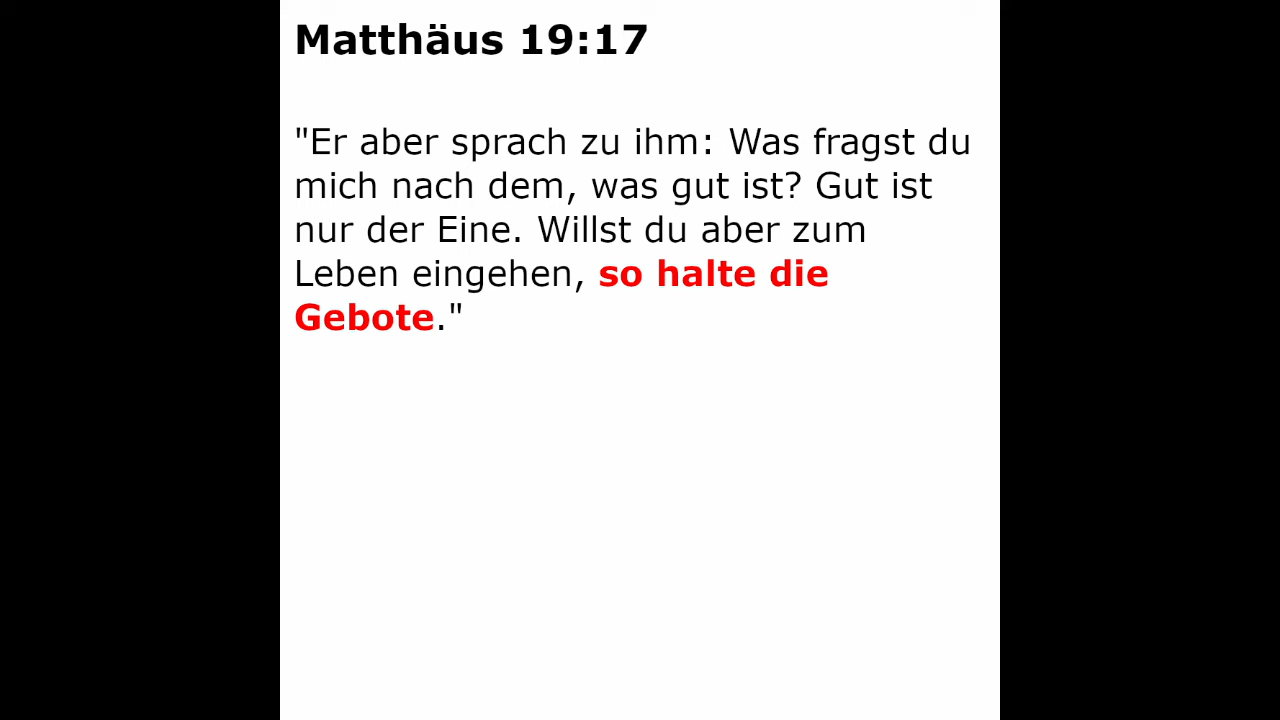 Matthäus 19:17
"Er aber sprach zu ihm: Was fragst du
mich nach dem, was gut ist? Gut ist
nur der Eine. Willst du aber zum
Leben eingehen, so halte die
Gebote."